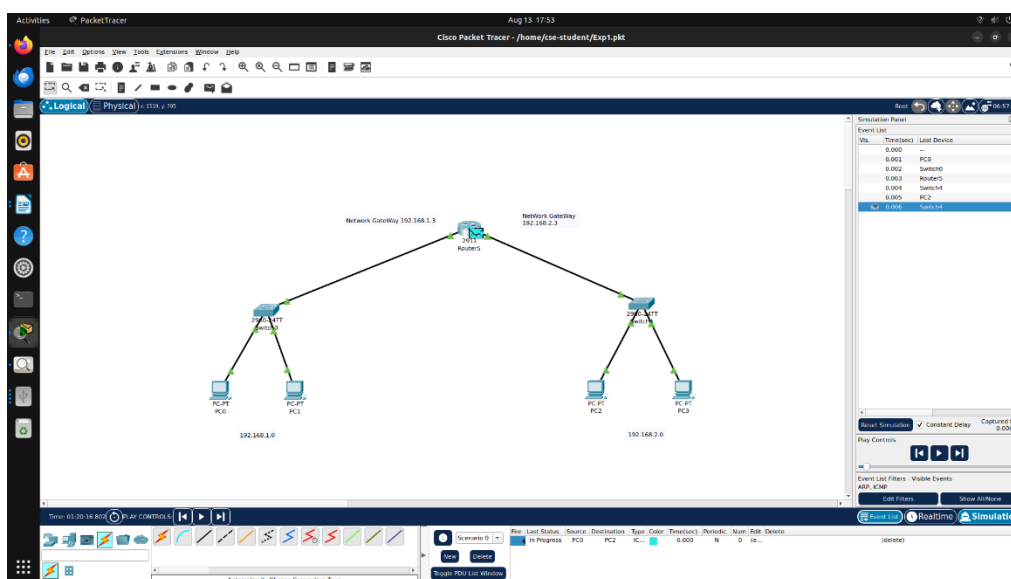 Activities
PacketTracer
Aug 13 17:53
Cisco Packet Tracer - /home/cse-student/Exp1.pkt
File Edit Options View Tools Extensions Window Help
Logical
Physical
Root
Simulation Panel
Event List
Vis. Time(sec) Last Device
0.000 --
0.001 PC0
0.002 Switch0
0.003 Router5
0.004 Switch4
0.005 PC2
0.006 Switch4
Network GateWay 192.168.1.3
NetWork GateWay
192.168.2.3
2911
Router5
PC-PT
PC0
PC-PT
PC1
PC-PT
PC2
PC-PT
PC3
192.168.1.0
192.168.2.0
Reset Simulation
Constant Delay
Play Controls
Event List Filters - Visible Events
ARP, ICMP
Edit Filters
Show All/None
Time: 01:20:16.802
PLAY CONTROLS:
Event List
Realtime
Simulatio
Scenario 0
New
Delete
Toggle PDU List Window
Fire Last Status Source Destination Type Color Time(sec) Periodic Num Edit Delete
In Progress PC0 PC2 IC... 0.000 N 0 (e... (delete)